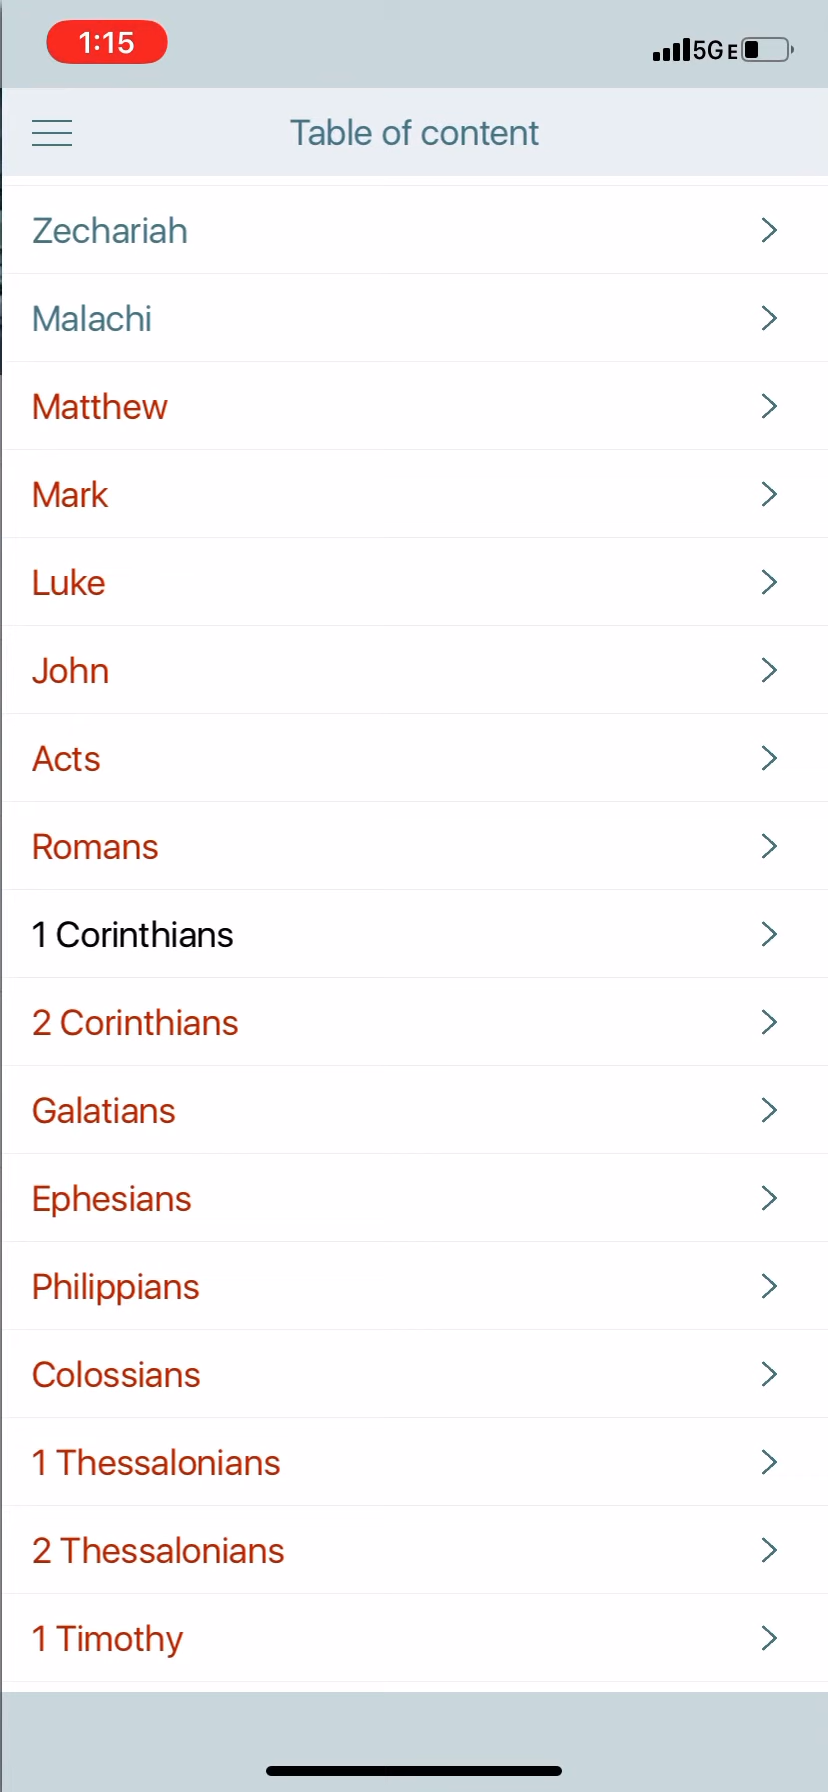 1:15
5G E
Table of content
Zechariah
Malachi
Matthew
Mark
Luke
John
Acts
Romans
1 Corinthians
2 Corinthians
Galatians
Ephesians
Philippians
Colossians
1 Thessalonians
2 Thessalonians
1 Timothy